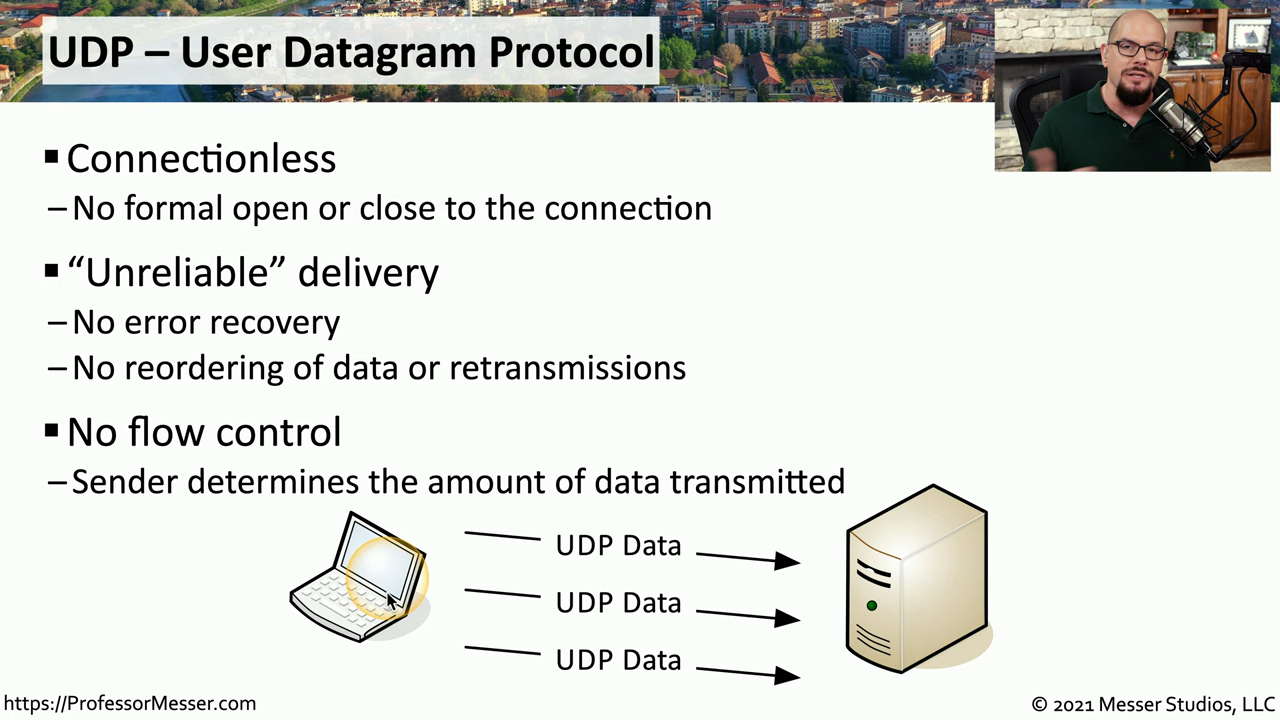 UDP – User Datagram Protocol
▪ Connectionless
– No formal open or close to the connection
▪ “Unreliable” delivery
– No error recovery
– No reordering of data or retransmissions
▪ No flow control
– Sender determines the amount of data transmitted
UDP Data
UDP Data
UDP Data
https://ProfessorMesser.com
© 2021 Messer Studios, LLC